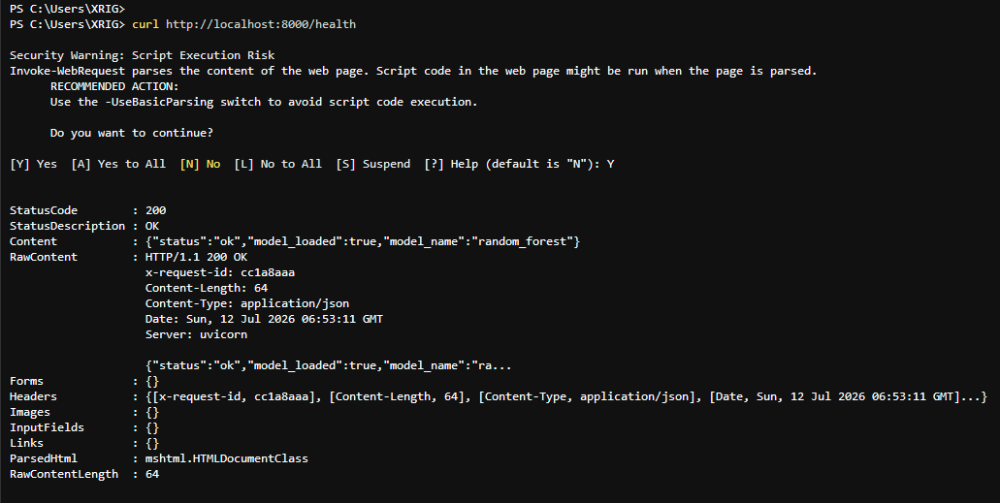 PS C:\Users\XRIG>
PS C:\Users\XRIG> curl http://localhost:8000/health
Security Warning: Script Execution Risk
Invoke-WebRequest parses the content of the web page. Script code in the web page might be run when the page is parsed.
      RECOMMENDED ACTION:
      Use the -UseBasicParsing switch to avoid script code execution.
      Do you want to continue?
[Y] Yes  [A] Yes to All  [N] No  [L] No to All  [S] Suspend  [?] Help (default is "N"): Y
StatusCode        : 200
StatusDescription : OK
Content           : {"status":"ok","model_loaded":true,"model_name":"random_forest"}
RawContent        : HTTP/1.1 200 OK
                    x-request-id: cc1a8aaa
                    Content-Length: 64
                    Content-Type: application/json
                    Date: Sun, 12 Jul 2026 06:53:11 GMT
                    Server: uvicorn
                    {"status":"ok","model_loaded":true,"model_name":"ra...
Forms             : {}
Headers           : {[x-request-id, cc1a8aaa], [Content-Length, 64], [Content-Type, application/json], [Date, Sun, 12 Jul 2026 06:53:11 GMT]...}
Images            : {}
InputFields       : {}
Links             : {}
ParsedHtml        : mshtml.HTMLDocumentClass
RawContentLength  : 64